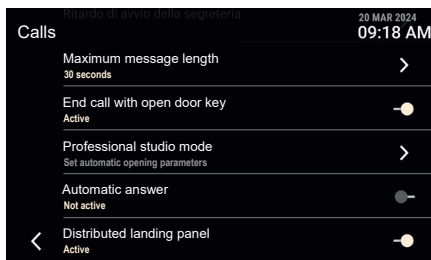 Ritardo di avvio della segreteria
20 MAR 2024
Calls
09:18 AM
Maximum message length
30 seconds
End call with open door key
Active
Professional studio mode
Set automatic opening parameters
Automatic answer
Not active
Distributed landing panel
Active